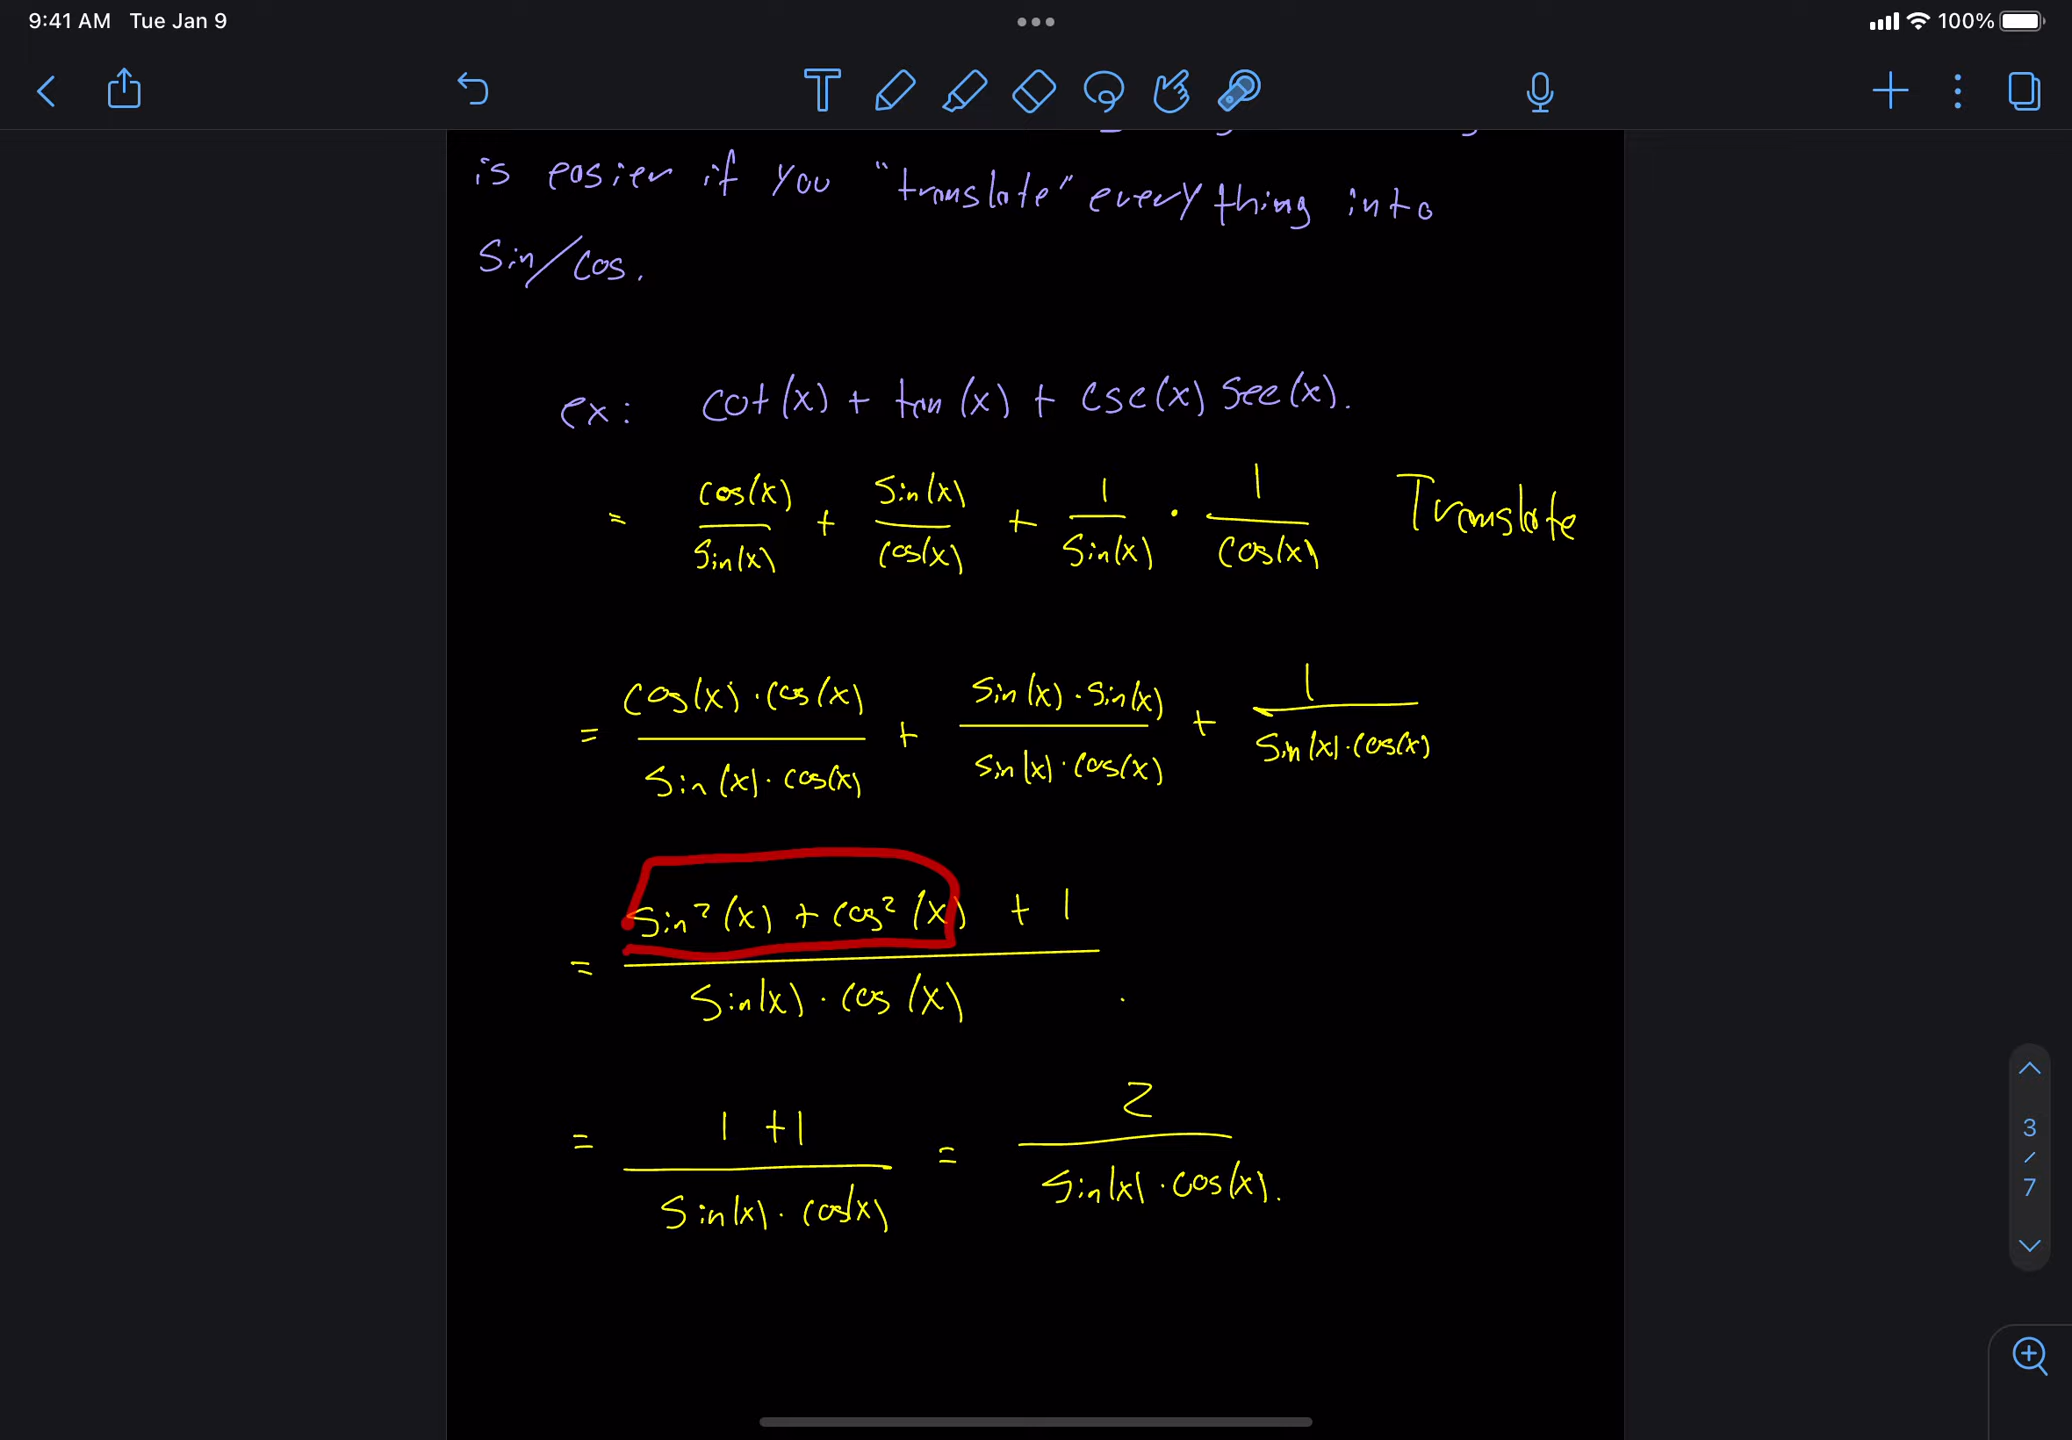 9:41 AM Tue Jan 9
100%
is easier if you "translate" everything into
Sin/cos.
ex: cot(x) + tan(x) + csc(x) sec(x).
= cos(x)/sin(x) + sin(x)/cos(x) + 1/sin(x) · 1/cos(x) Translate
= cos(x)·cos(x)/sin(x)·cos(x) + sin(x)·sin(x)/sin(x)·cos(x) + 1/sin(x)·cos(x)
= sin²(x) + cos²(x) + 1/sin(x)·cos(x)
= 1+1/sin(x)·cos(x) = 2/sin(x)·cos(x).
3
/
7